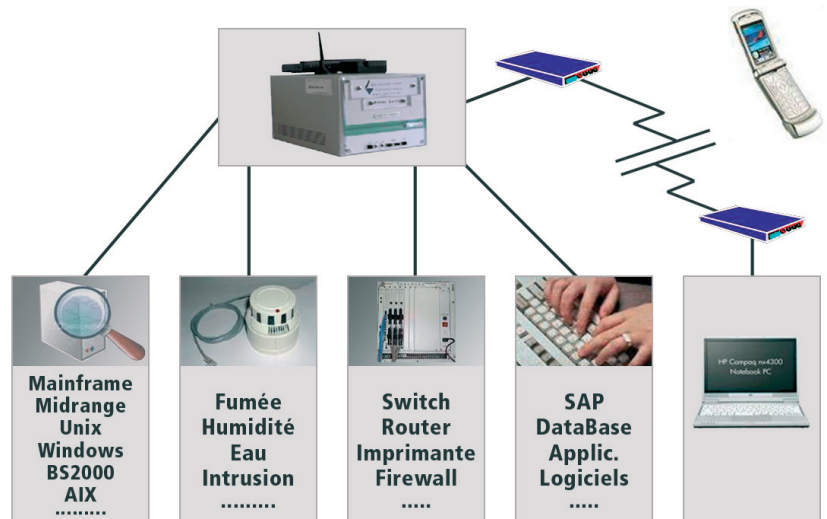 Mainframe
Midrange
Unix
Windows
BS2000
AIX
.........
Fumée
Humidité
Eau
Intrusion
.........
Switch
Router
Imprimante
Firewall
.....
SAP
DataBase
Applic.
Logiciels
.....
HP Compaq nx4300
Notebook PC